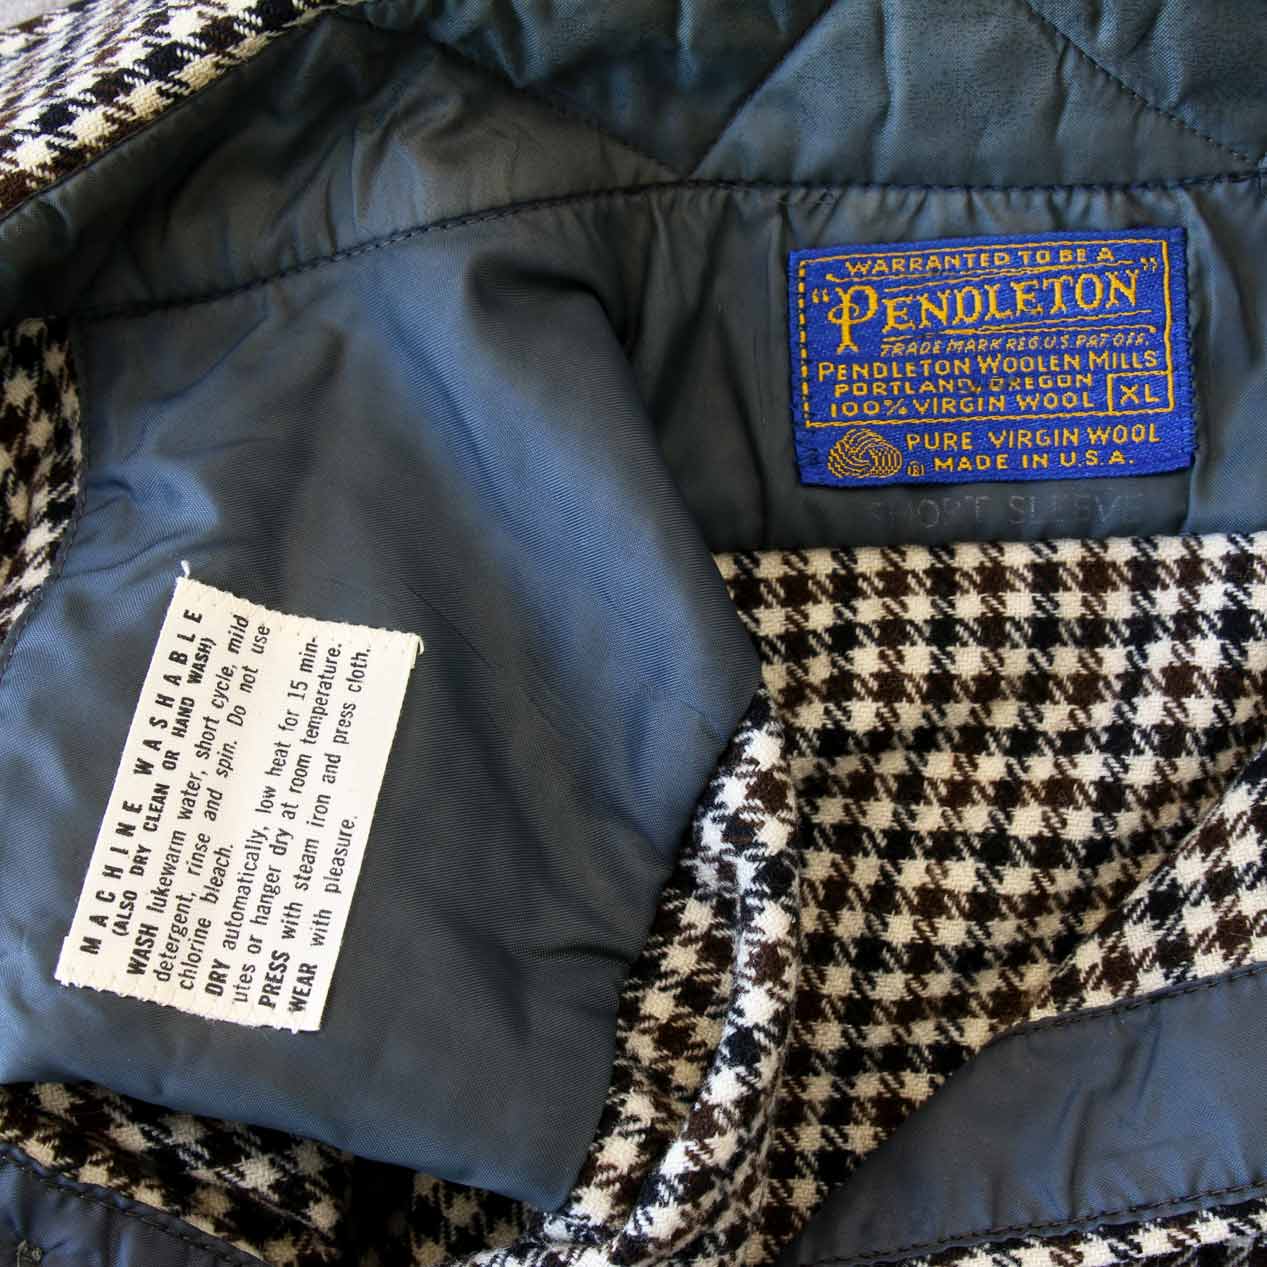 WARRANTED TO BE A
"PENDLETON"
TRADE MARK REG. U.S. PAT. OFF.
PENDLETON WOOLEN MILLS
PORTLAND, OREGON
100% VIRGIN WOOL XL
PURE VIRGIN WOOL
® MADE IN U.S.A.
SHORT SLEEVE
MACHINE WASHABLE
(ALSO DRY CLEAN OR HAND WASH)
WASH lukewarm water, short cycle, mild
detergent, rinse and spin. Do not use
chlorine bleach.
DRY automatically, low heat for 15 min-
utes or hanger dry at room temperature.
PRESS with steam iron and press cloth.
WEAR with pleasure.